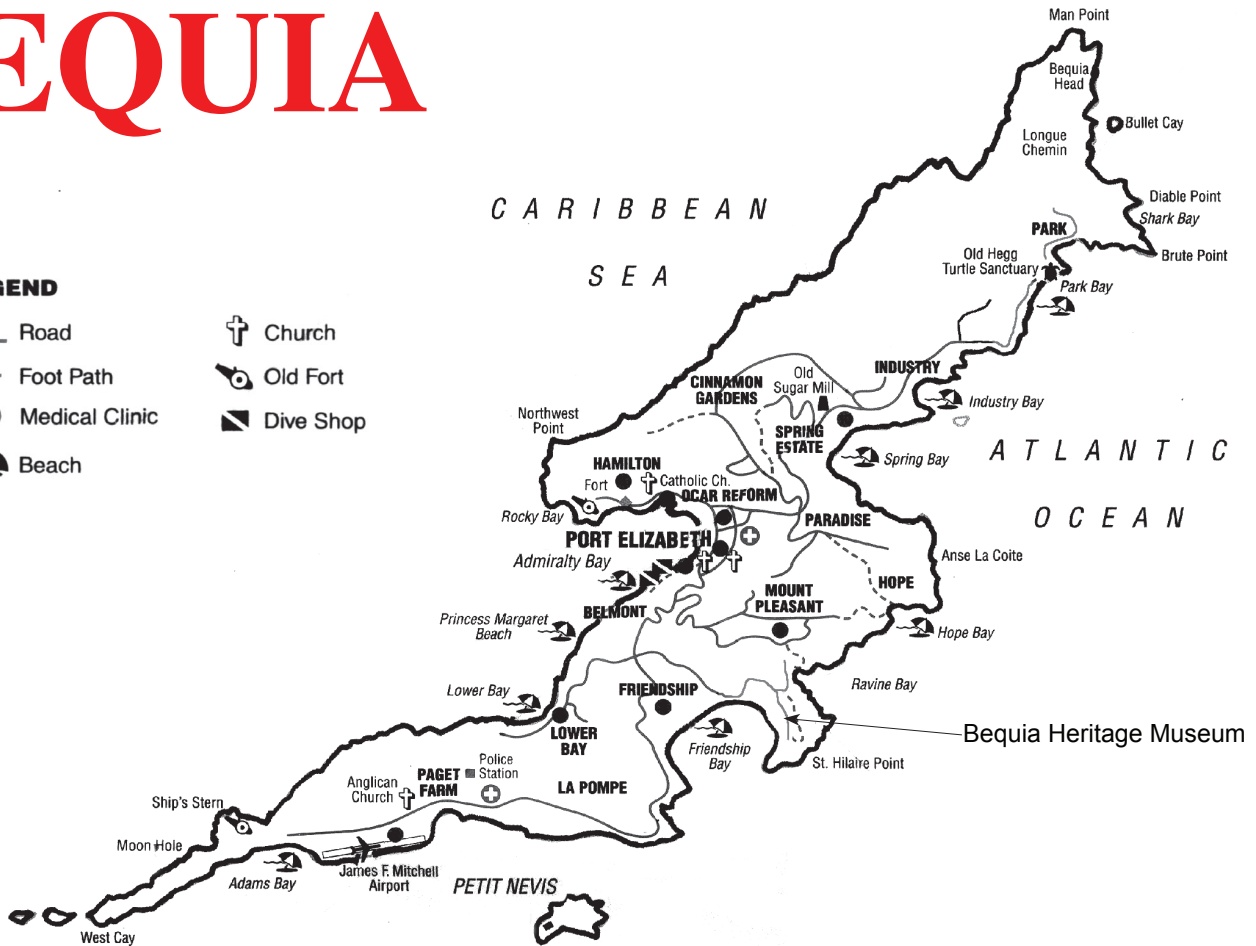 EQUIA
Man Point
Bequia
Head
Bullet Cay
Longue
Chemin
CARIBBEAN
SEA
Diable Point
Shark Bay
PARK
Brute Point
Old Hegg
Turtle Sanctuary
Park Bay
GEND
Road
Church
Foot Path
Old Fort
Medical Clinic
Dive Shop
Beach
INDUSTRY
Old
Sugar Mill
CINNAMON
GARDENS
Industry Bay
Northwest
Point
SPRING
ESTATE
Spring Bay
ATLANTIC
OCEAN
HAMILTON
Fort
Catholic Ch.
OCAR REFORM
Rocky Bay
PARADISE
PORT ELIZABETH
Anse La Coite
Admiralty Bay
HOPE
MOUNT
PLEASANT
BELMONT
Princess Margaret
Beach
Hope Bay
Ravine Bay
Lower Bay
FRIENDSHIP
LOWER
BAY
Bequia Heritage Museum
Friendship
Bay
St. Hilaire Point
Police
Station
PAGET
FARM
LA POMPE
Anglican
Church
Ship's Stern
Moon Hole
James F. Mitchell
Airport
Adams Bay
PETIT NEVIS
West Cay